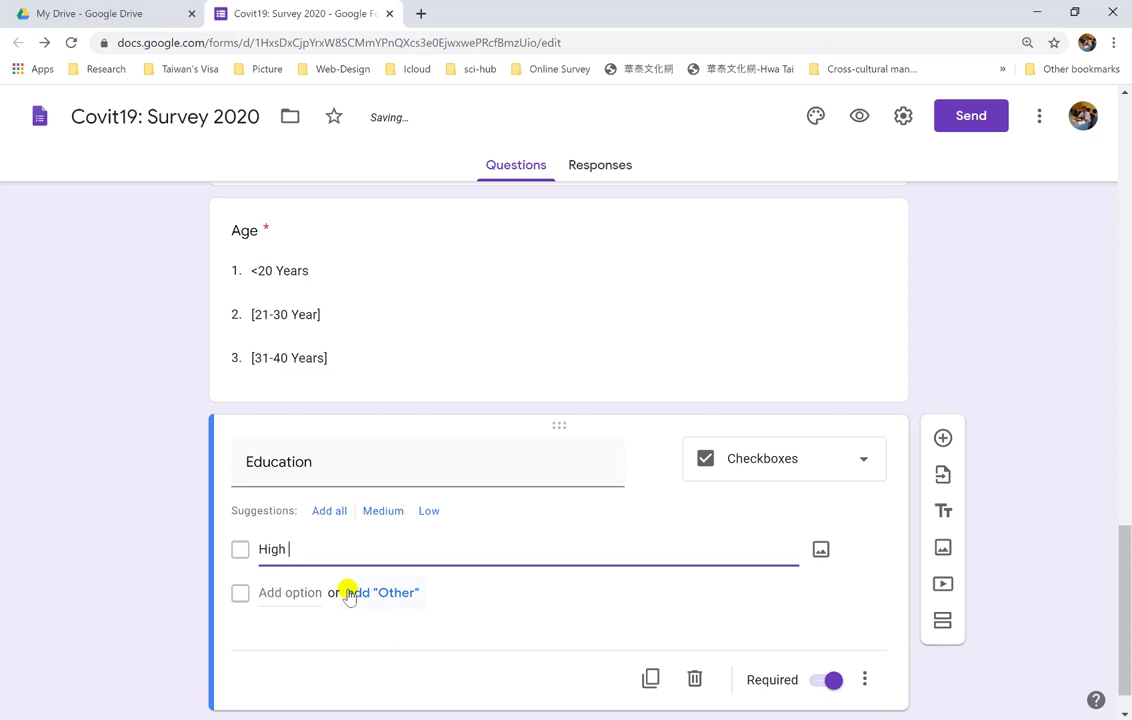 My Drive - Google Drive
Covit19: Survey 2020 - Google Fo
docs.google.com/forms/d/1HxsDxCjpYrxW8SCMmYPnQXcs3e0EjwxwePRcfBmzUio/edit
Apps
Research
Taiwan's Visa
Picture
Web-Design
Icloud
sci-hub
Online Survey
華泰文化網
華泰文化網-Hwa Tai
Cross-cultural man...
»
Other bookmarks
Covit19: Survey 2020
Saving...
Send
Questions
Responses
Age *
1. <20 Years
2. [21-30 Year]
3. [31-40 Years]
Education
Checkboxes
Suggestions: Add all Medium Low
High
Add option or add "Other"
Required